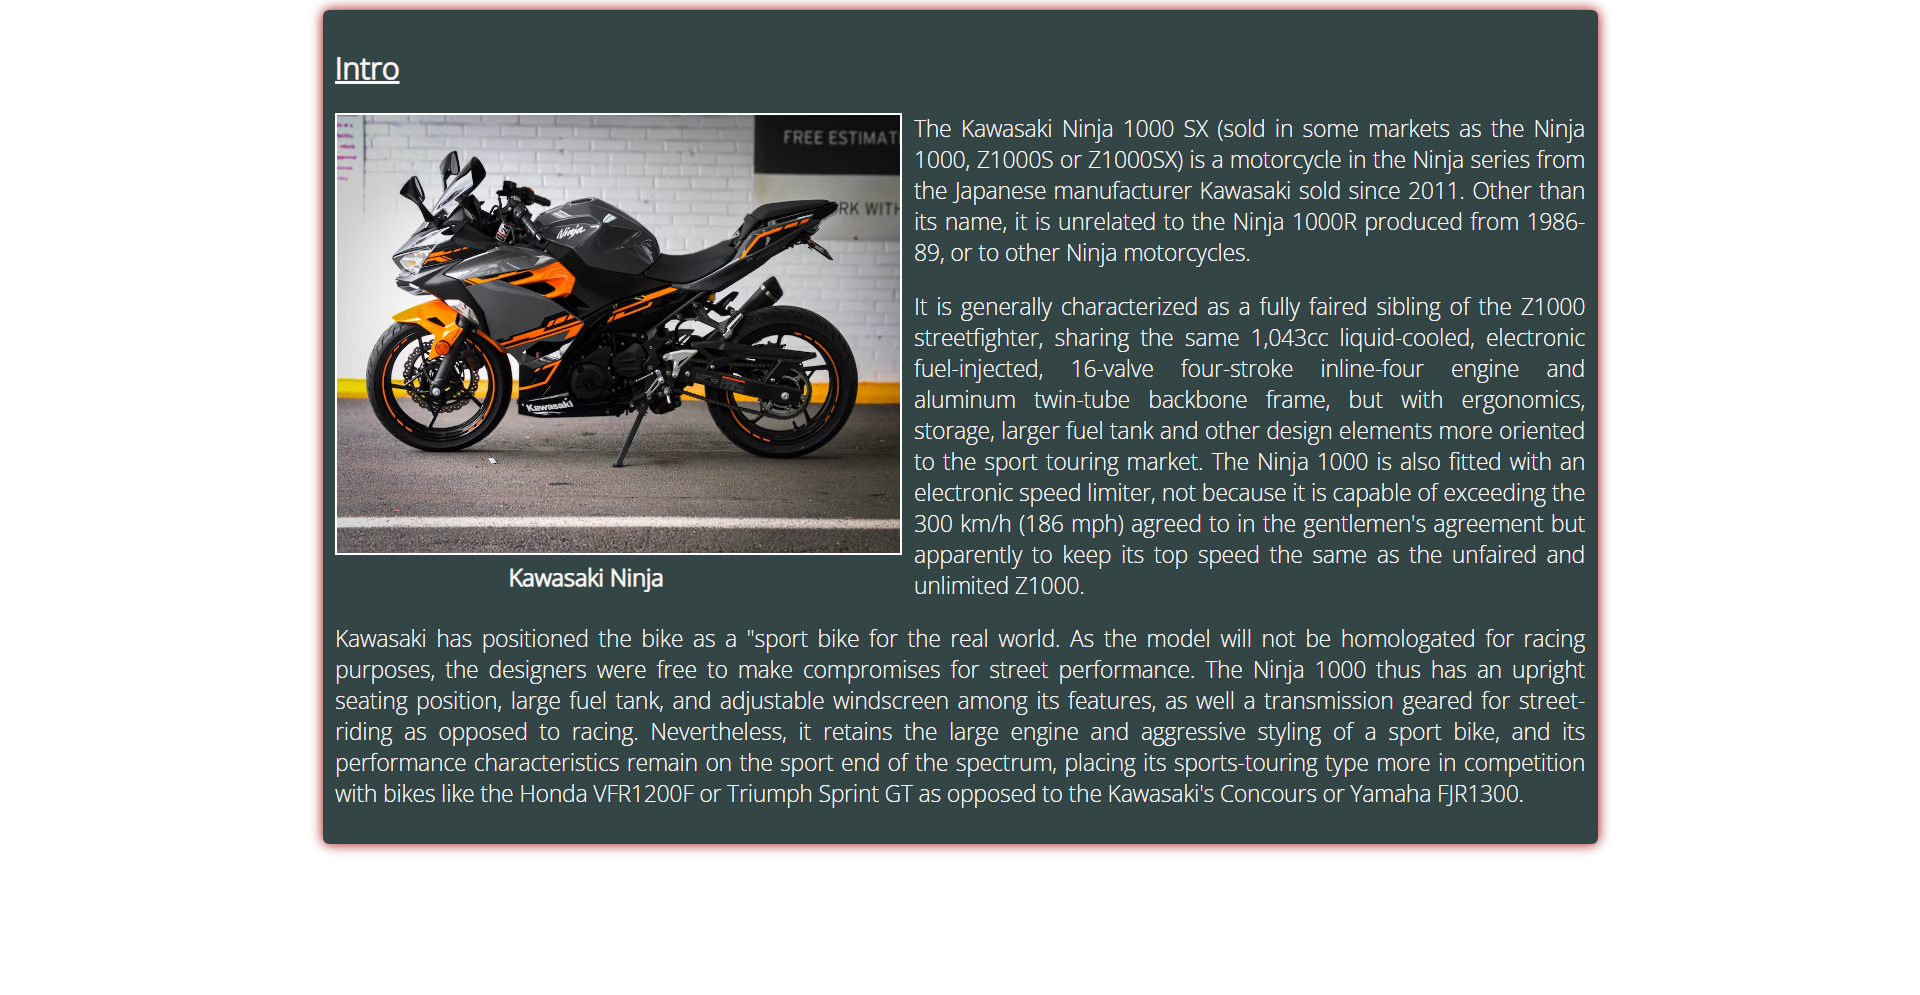 Intro
FREE ESTIMAT
RK WITH
Ninja
Kawasaki
Kawasaki Ninja
The Kawasaki Ninja 1000 SX (sold in some markets as the Ninja
1000, Z1000S or Z1000SX) is a motorcycle in the Ninja series from
the Japanese manufacturer Kawasaki sold since 2011. Other than
its name, it is unrelated to the Ninja 1000R produced from 1986-
89, or to other Ninja motorcycles.
It is generally characterized as a fully faired sibling of the Z1000
streetfighter, sharing the same 1,043cc liquid-cooled, electronic
fuel-injected, 16-valve four-stroke inline-four engine and
aluminum twin-tube backbone frame, but with ergonomics,
storage, larger fuel tank and other design elements more oriented
to the sport touring market. The Ninja 1000 is also fitted with an
electronic speed limiter, not because it is capable of exceeding the
300 km/h (186 mph) agreed to in the gentlemen's agreement but
apparently to keep its top speed the same as the unfaired and
unlimited Z1000.
Kawasaki has positioned the bike as a "sport bike for the real world. As the model will not be homologated for racing
purposes, the designers were free to make compromises for street performance. The Ninja 1000 thus has an upright
seating position, large fuel tank, and adjustable windscreen among its features, as well a transmission geared for street-
riding as opposed to racing. Nevertheless, it retains the large engine and aggressive styling of a sport bike, and its
performance characteristics remain on the sport end of the spectrum, placing its sports-touring type more in competition
with bikes like the Honda VFR1200F or Triumph Sprint GT as opposed to the Kawasaki's Concours or Yamaha FJR1300.